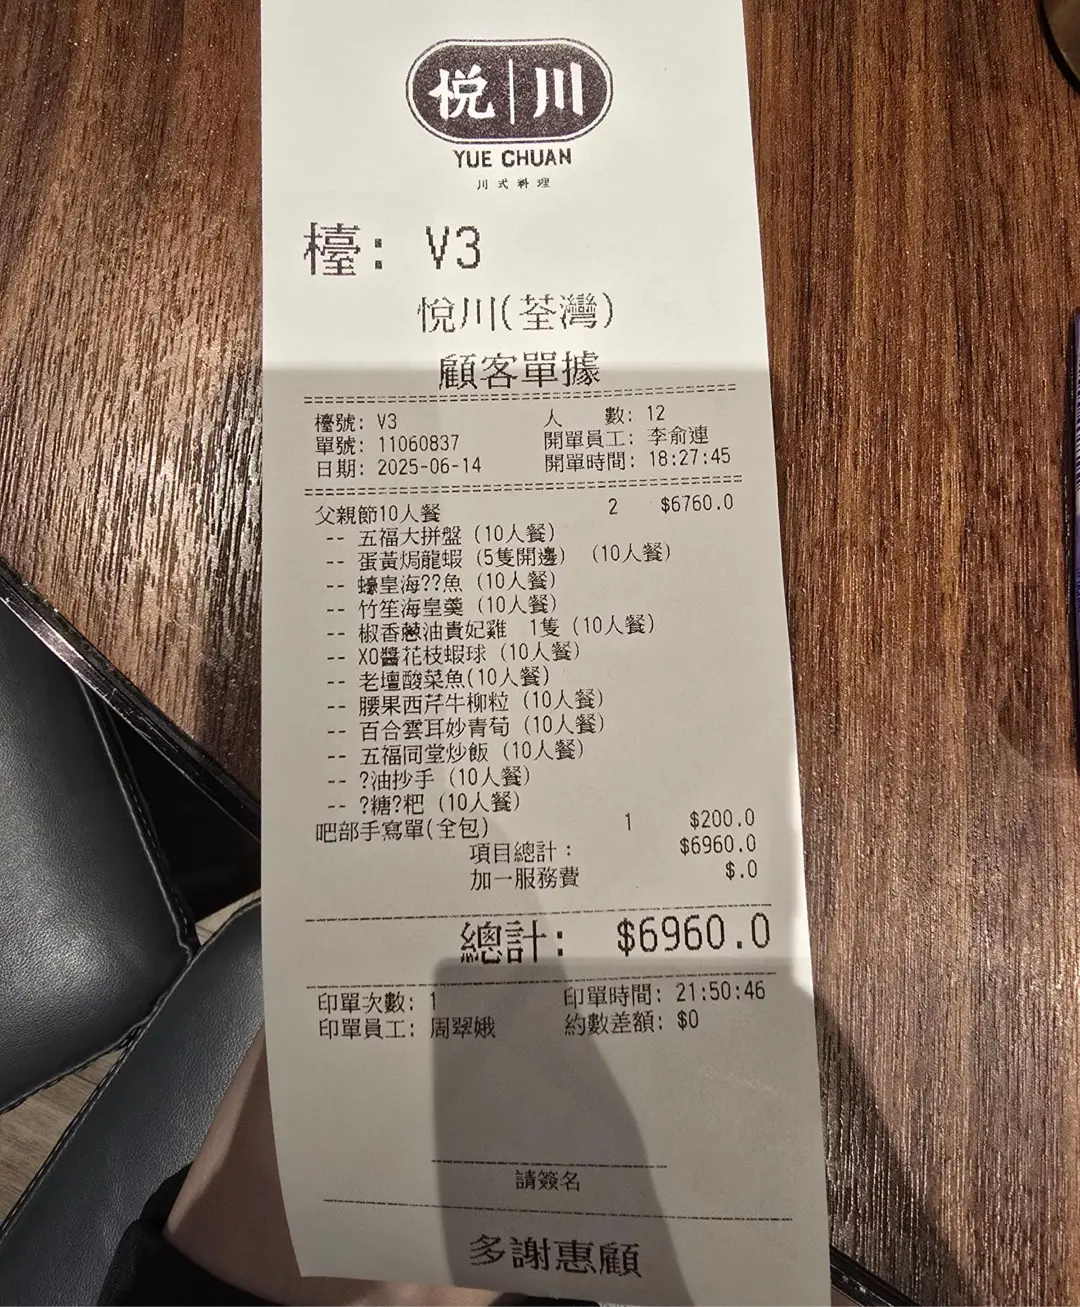 悦川
YUE CHUAN
川式料理
檯: V3
悅川(荃灣)
顧客單據
檯號: V3 人 數: 12
單號: 11060837 開單員工: 李俞連
日期: 2025-06-14 開單時間: 18:27:45
父親節10人餐 2 $6760.0
-- 五福大拼盤 (10人餐)
-- 蛋黃焗龍蝦 (5隻開邊) (10人餐)
-- 蠔皇海??魚 (10人餐)
-- 竹笙海皇羹 (10人餐)
-- 椒香蔥油貴妃雞 1隻 (10人餐)
-- XO醬花枝蝦球 (10人餐)
-- 老壇酸菜魚(10人餐)
-- 腰果西芹牛柳粒 (10人餐)
-- 百合雲耳妙青荀 (10人餐)
-- 五福同堂炒飯 (10人餐)
-- ?油抄手 (10人餐)
-- ?糖?粑 (10人餐)
吧部手寫單(全包) 1 $200.0
項目總計: $6960.0
加一服務費 $.0
總計: $6960.0
印單次數: 1 印單時間: 21:50:46
印單員工: 周翠娥 約數差額: $0
請簽名
多謝惠顧